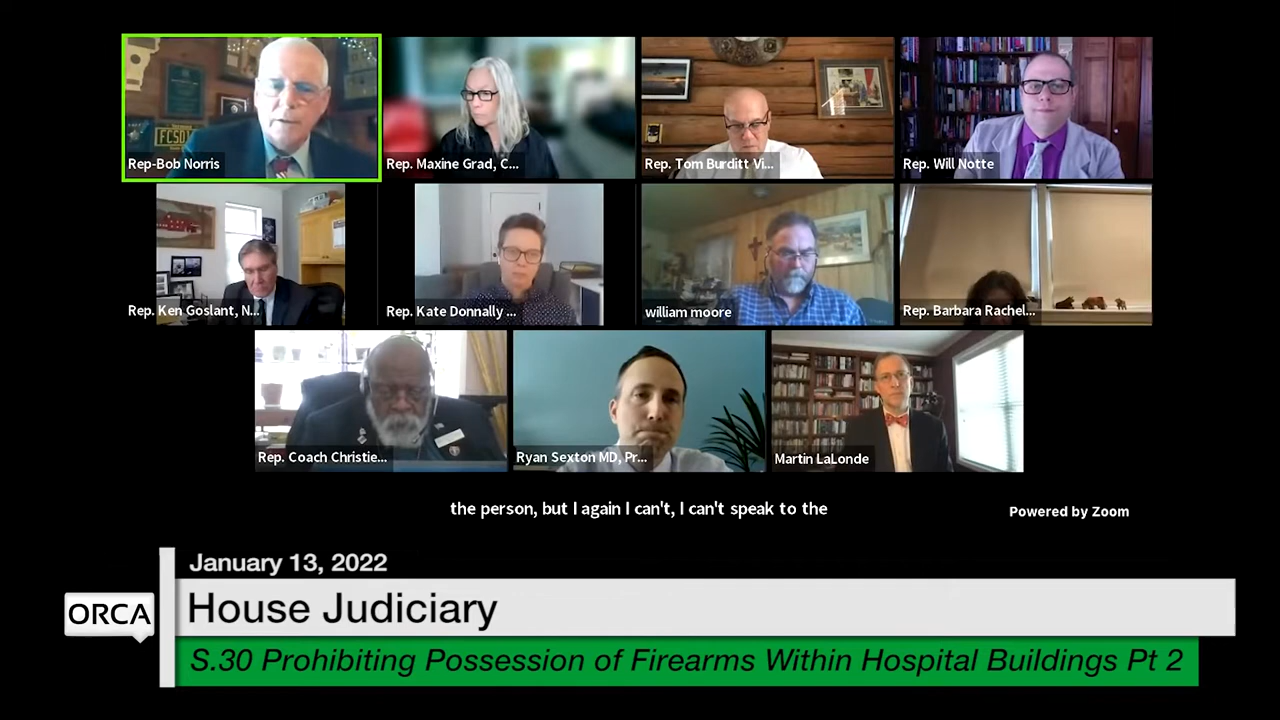 FCSD
Rep-Bob Norris
Rep. Maxine Grad, C...
Rep. Tom Burditt Vi...
Rep. Will Notte
Rep. Ken Goslant, N...
Rep. Kate Donnally ...
william moore
Rep. Barbara Rachel...
Rep. Coach Christie...
Ryan Sexton MD, Pr...
Martin LaLonde
the person, but I again I can't, I can't speak to the
Powered by Zoom
January 13, 2022
ORCA
House Judiciary
S.30 Prohibiting Possession of Firearms Within Hospital Buildings Pt 2